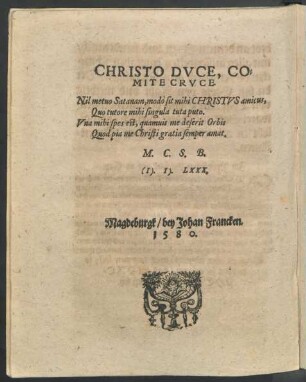 CHRISTO DVCE, CO-
MITE CRVCE.
Nil metuo Satanam, modò sit mihi CHRISTVS amicus,
Quo tutore mihi singula tuta puto.
Vna mihi spes est, quamuis me deserit Orbis
Quod pia me Christi gratia semper amat.
M. C. S. B.
(I). I). LXXX.
Magdeburgk / bey Johan Francken.
1580.